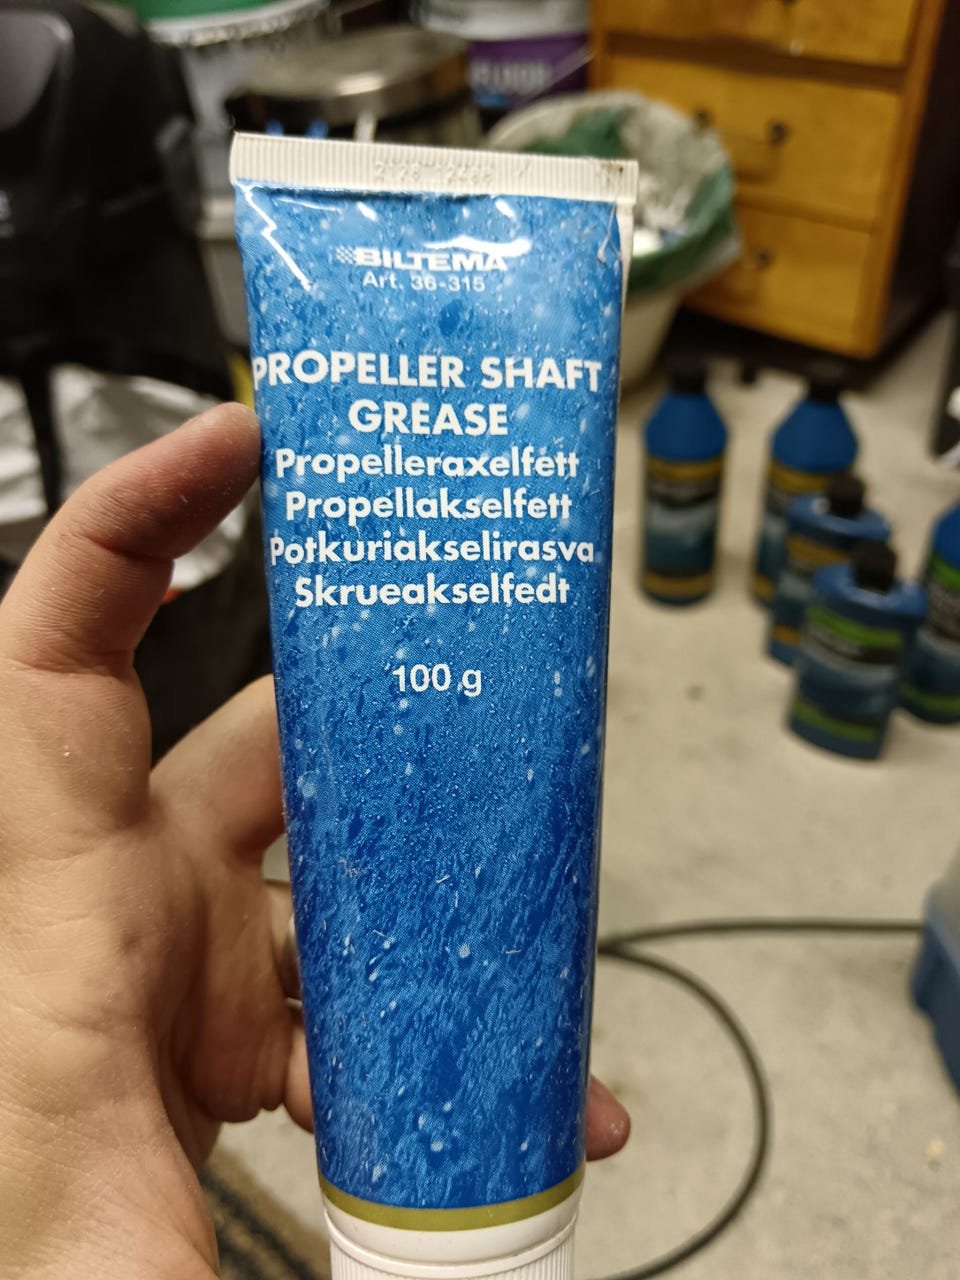 BILTEMA
Art. 36-315
PROPELLER SHAFT
GREASE
Propelleraxelfett
Propellakselfett
Potkuriakselirasva
Skrueakselfedt
100 g